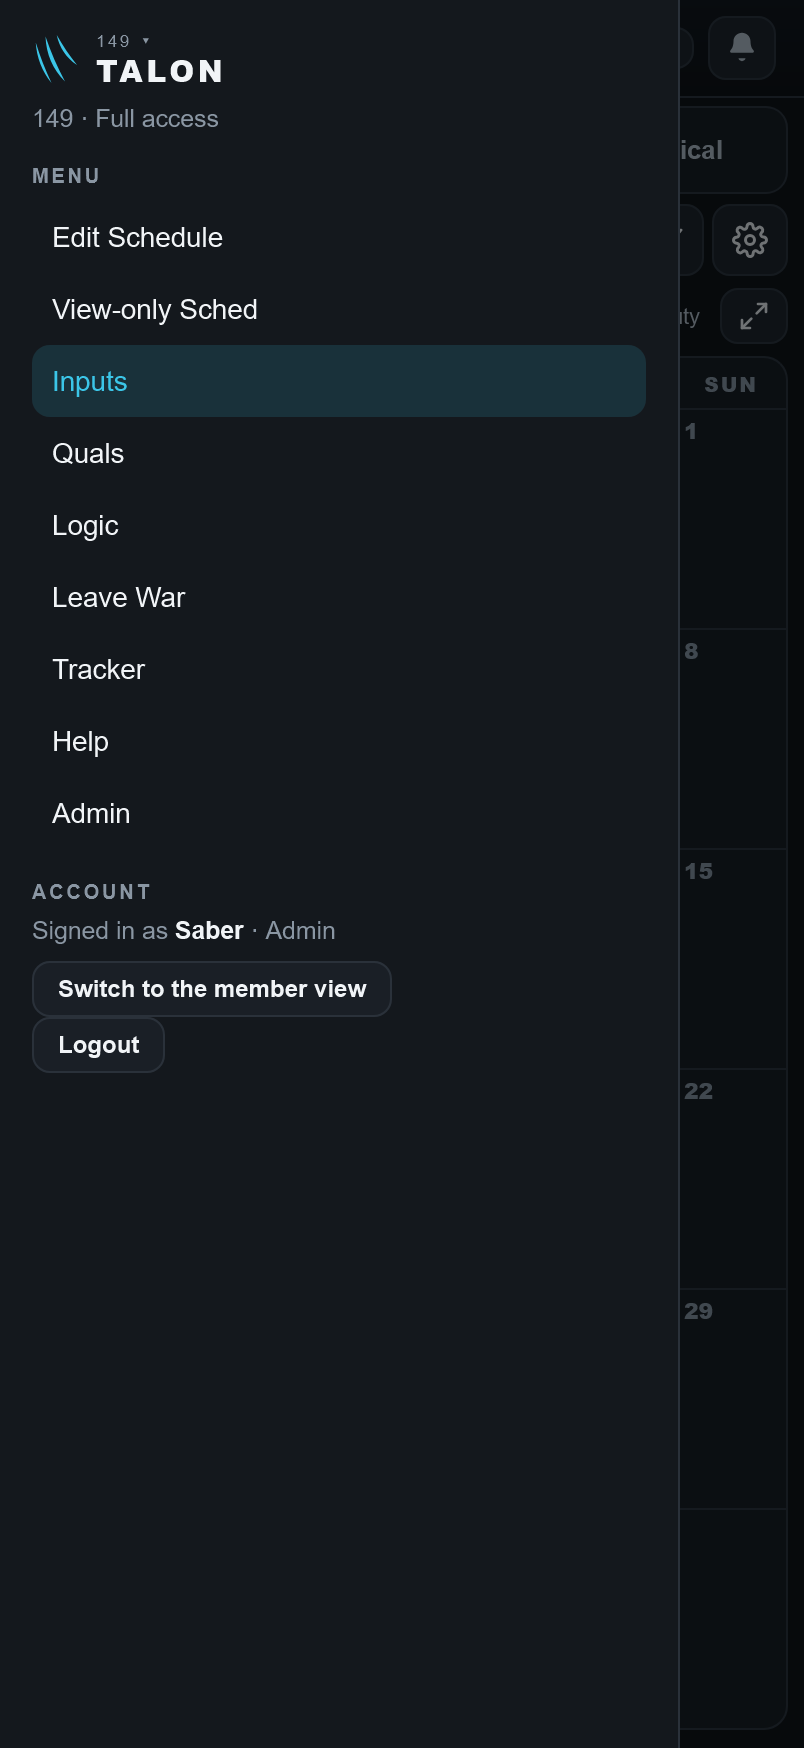 149 ▾
TALON
149 · Full access
MENU
Edit Schedule
View-only Sched
Inputs
Quals
Logic
Leave War
Tracker
Help
Admin
ACCOUNT
Signed in as Saber · Admin
Switch to the member view
Logout
ical
SUN
1
8
15
22
29